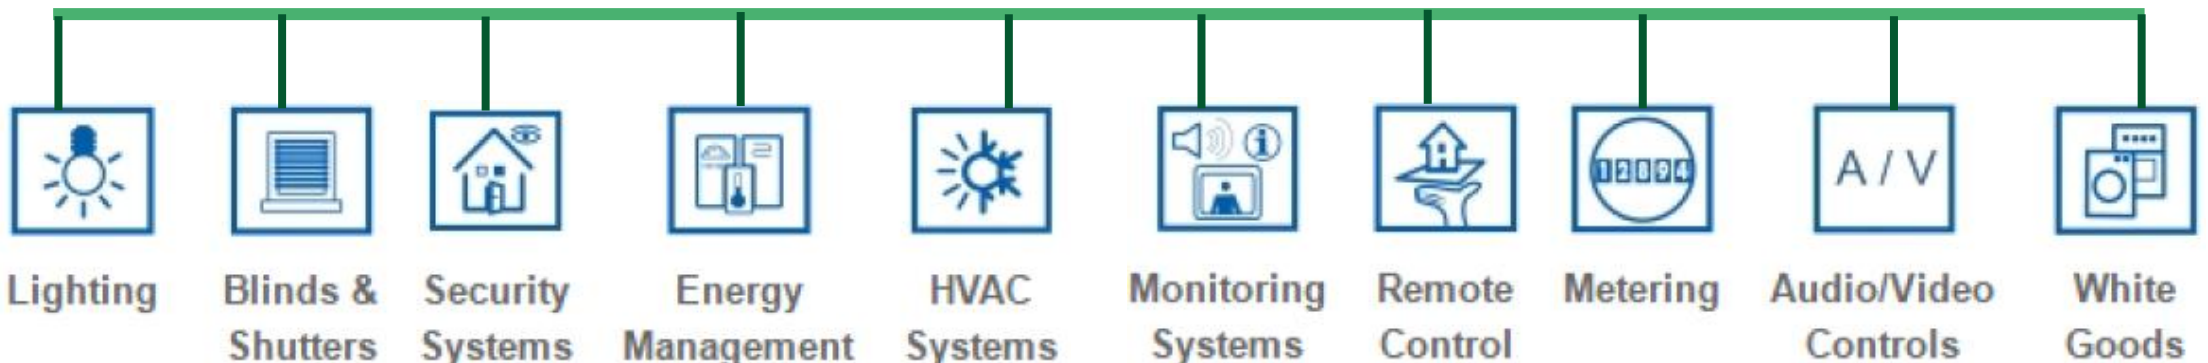 12894
A / V
Lighting
Blinds &
Shutters
Security
Systems
Energy
Management
HVAC
Systems
Monitoring
Systems
Remote
Control
Metering
Audio/Video
Controls
White
Goods